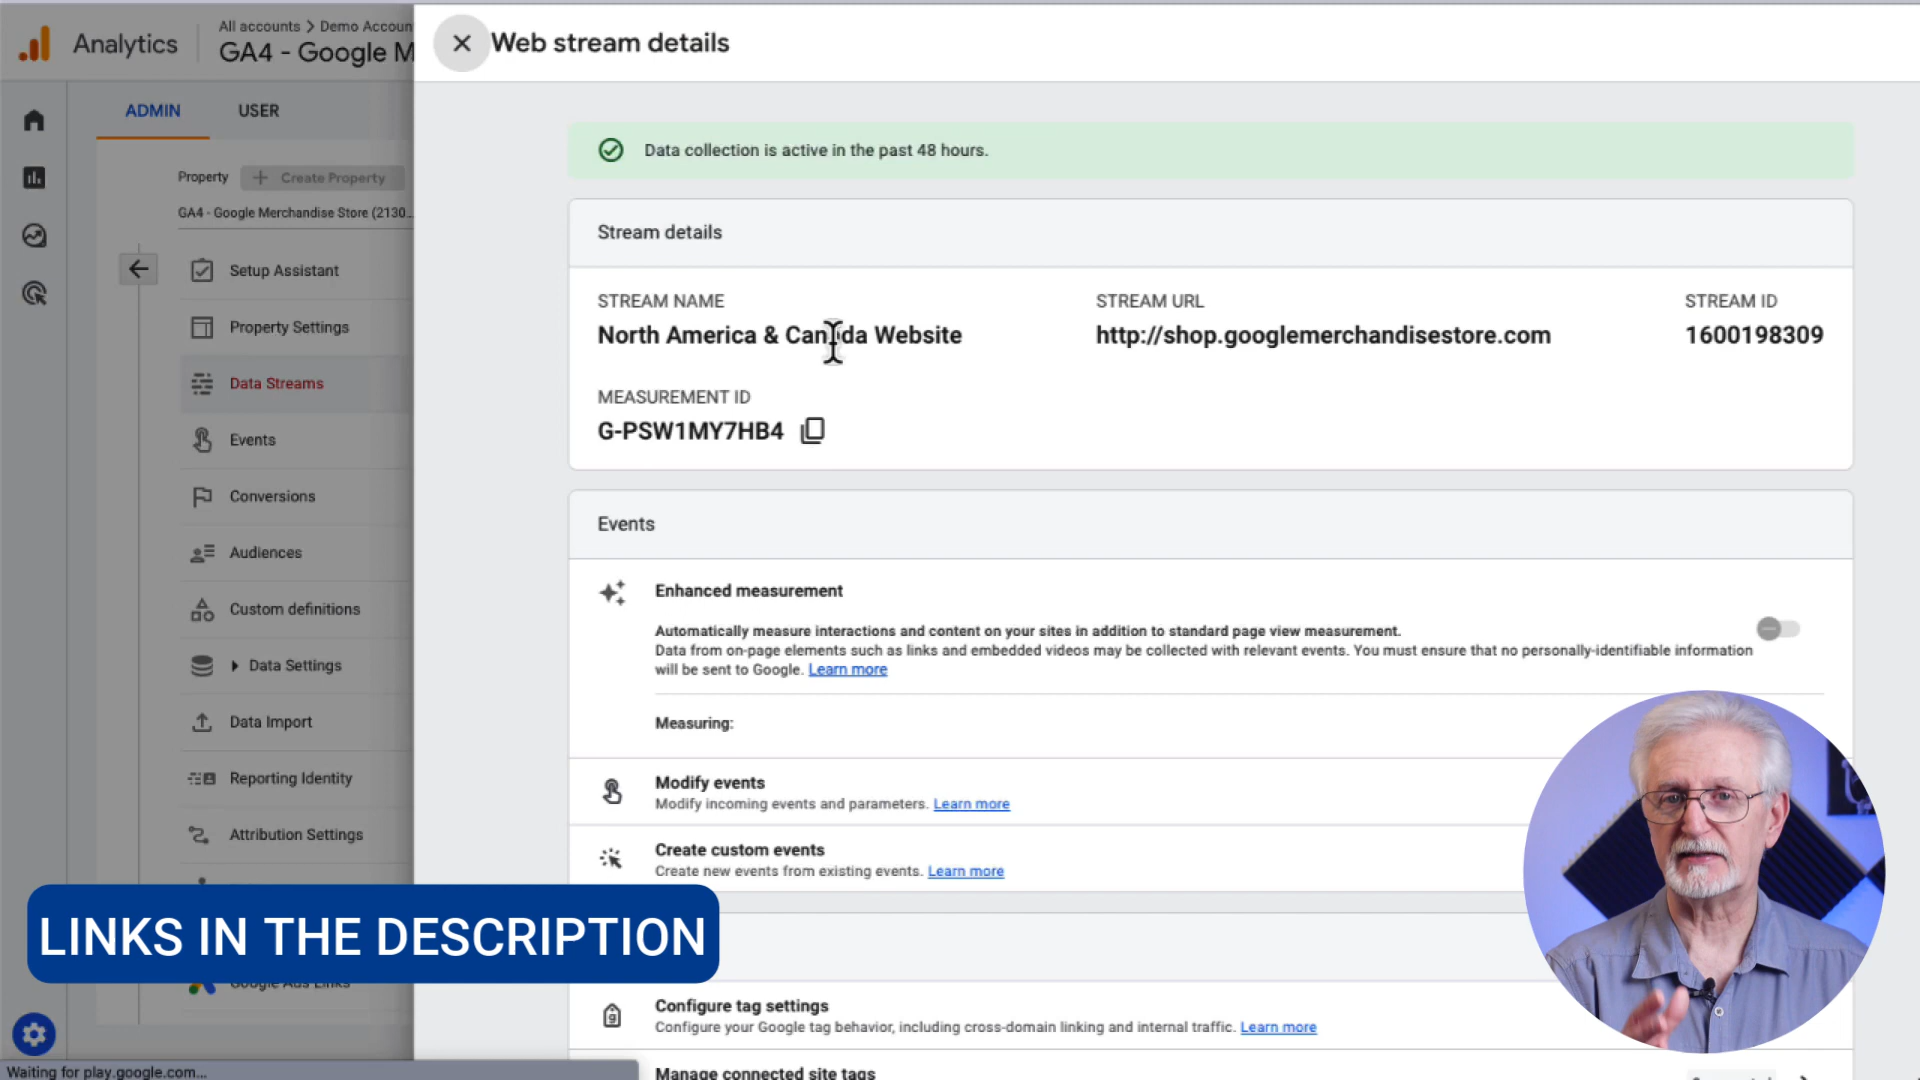 Analytics
All accounts > Demo Accoun
GA4 - Google M
Web stream details
ADMIN
USER
Data collection is active in the past 48 hours.
Property
Create Property
GA4 - Google Merchandise Store (2130...
Stream details
STREAM NAME
STREAM URL
STREAM ID
North America & Canada Website
http://shop.googlemerchandisestore.com
1600198309
MEASUREMENT ID
G-PSW1MY7HB4
Setup Assistant
Property Settings
Data Streams
Events
Conversions
Audiences
Custom definitions
Data Settings
Data Import
Reporting Identity
Attribution Settings
Google Ads Links
Events
Enhanced measurement
Automatically measure interactions and content on your sites in addition to standard page view measurement.
Data from on-page elements such as links and embedded videos may be collected with relevant events. You must ensure that no personally-identifiable information
will be sent to Google. Learn more
Measuring:
Modify events
Modify incoming events and parameters. Learn more
Create custom events
Create new events from existing events. Learn more
LINKS IN THE DESCRIPTION
Configure tag settings
Configure your Google tag behavior, including cross-domain linking and internal traffic. Learn more
Manage connected site tags
Waiting for play.google.com...